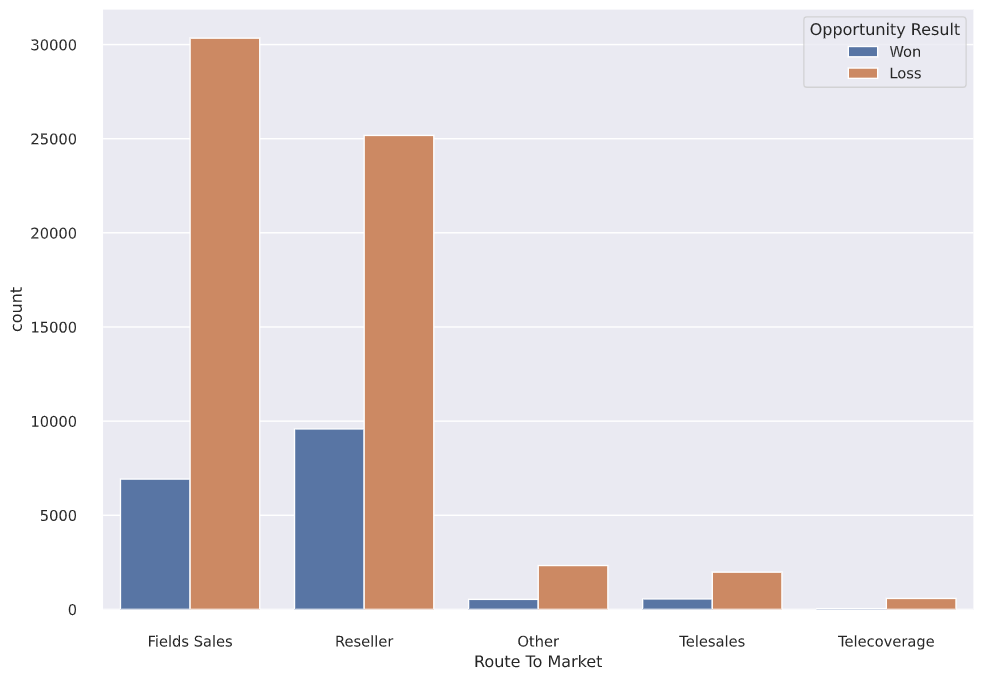 30000
25000
20000
15000
10000
5000
0
count
Fields Sales
Reseller
Other
Telesales
Telecoverage
Route To Market
Opportunity Result
Won
Loss